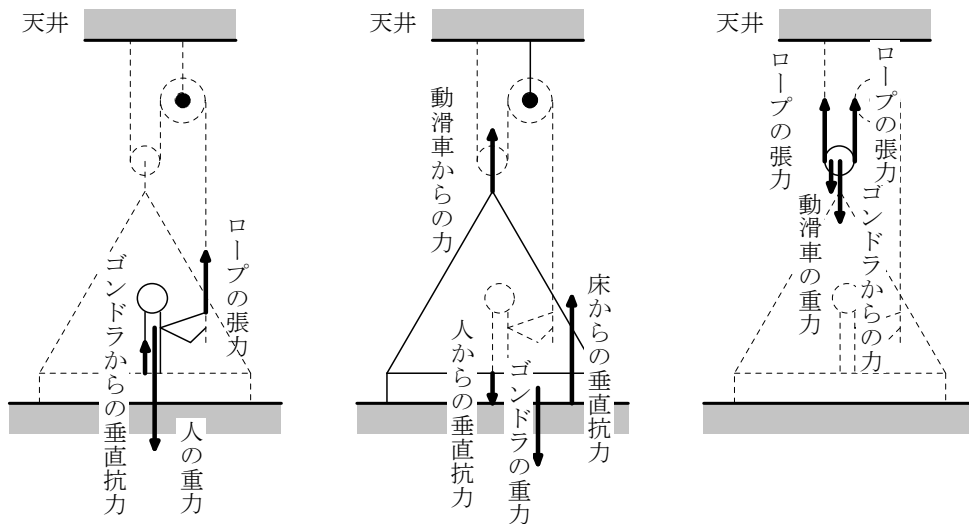 天井
ロープの張力
ゴンドラからの垂直抗力
人の重力
天井
動滑車からの力
人からの垂直抗力
ゴンドラの重力
床からの垂直抗力
天井
ロープの張力
ロープの張力
動滑車の重力
ゴンドラからの力